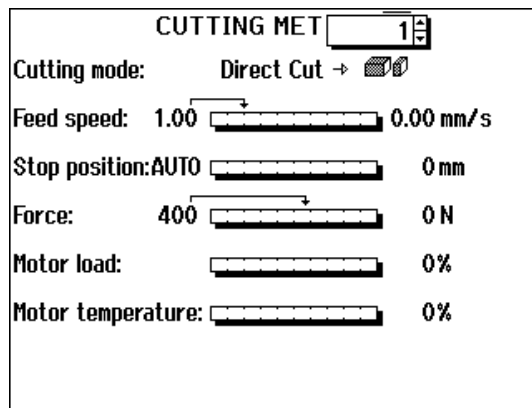 CUTTING MET 1
Cutting mode: Direct Cut
Feed speed: 1.00 0.00 mm/s
Stop position: AUTO 0 mm
Force: 400 0 N
Motor load: 0%
Motor temperature: 0%